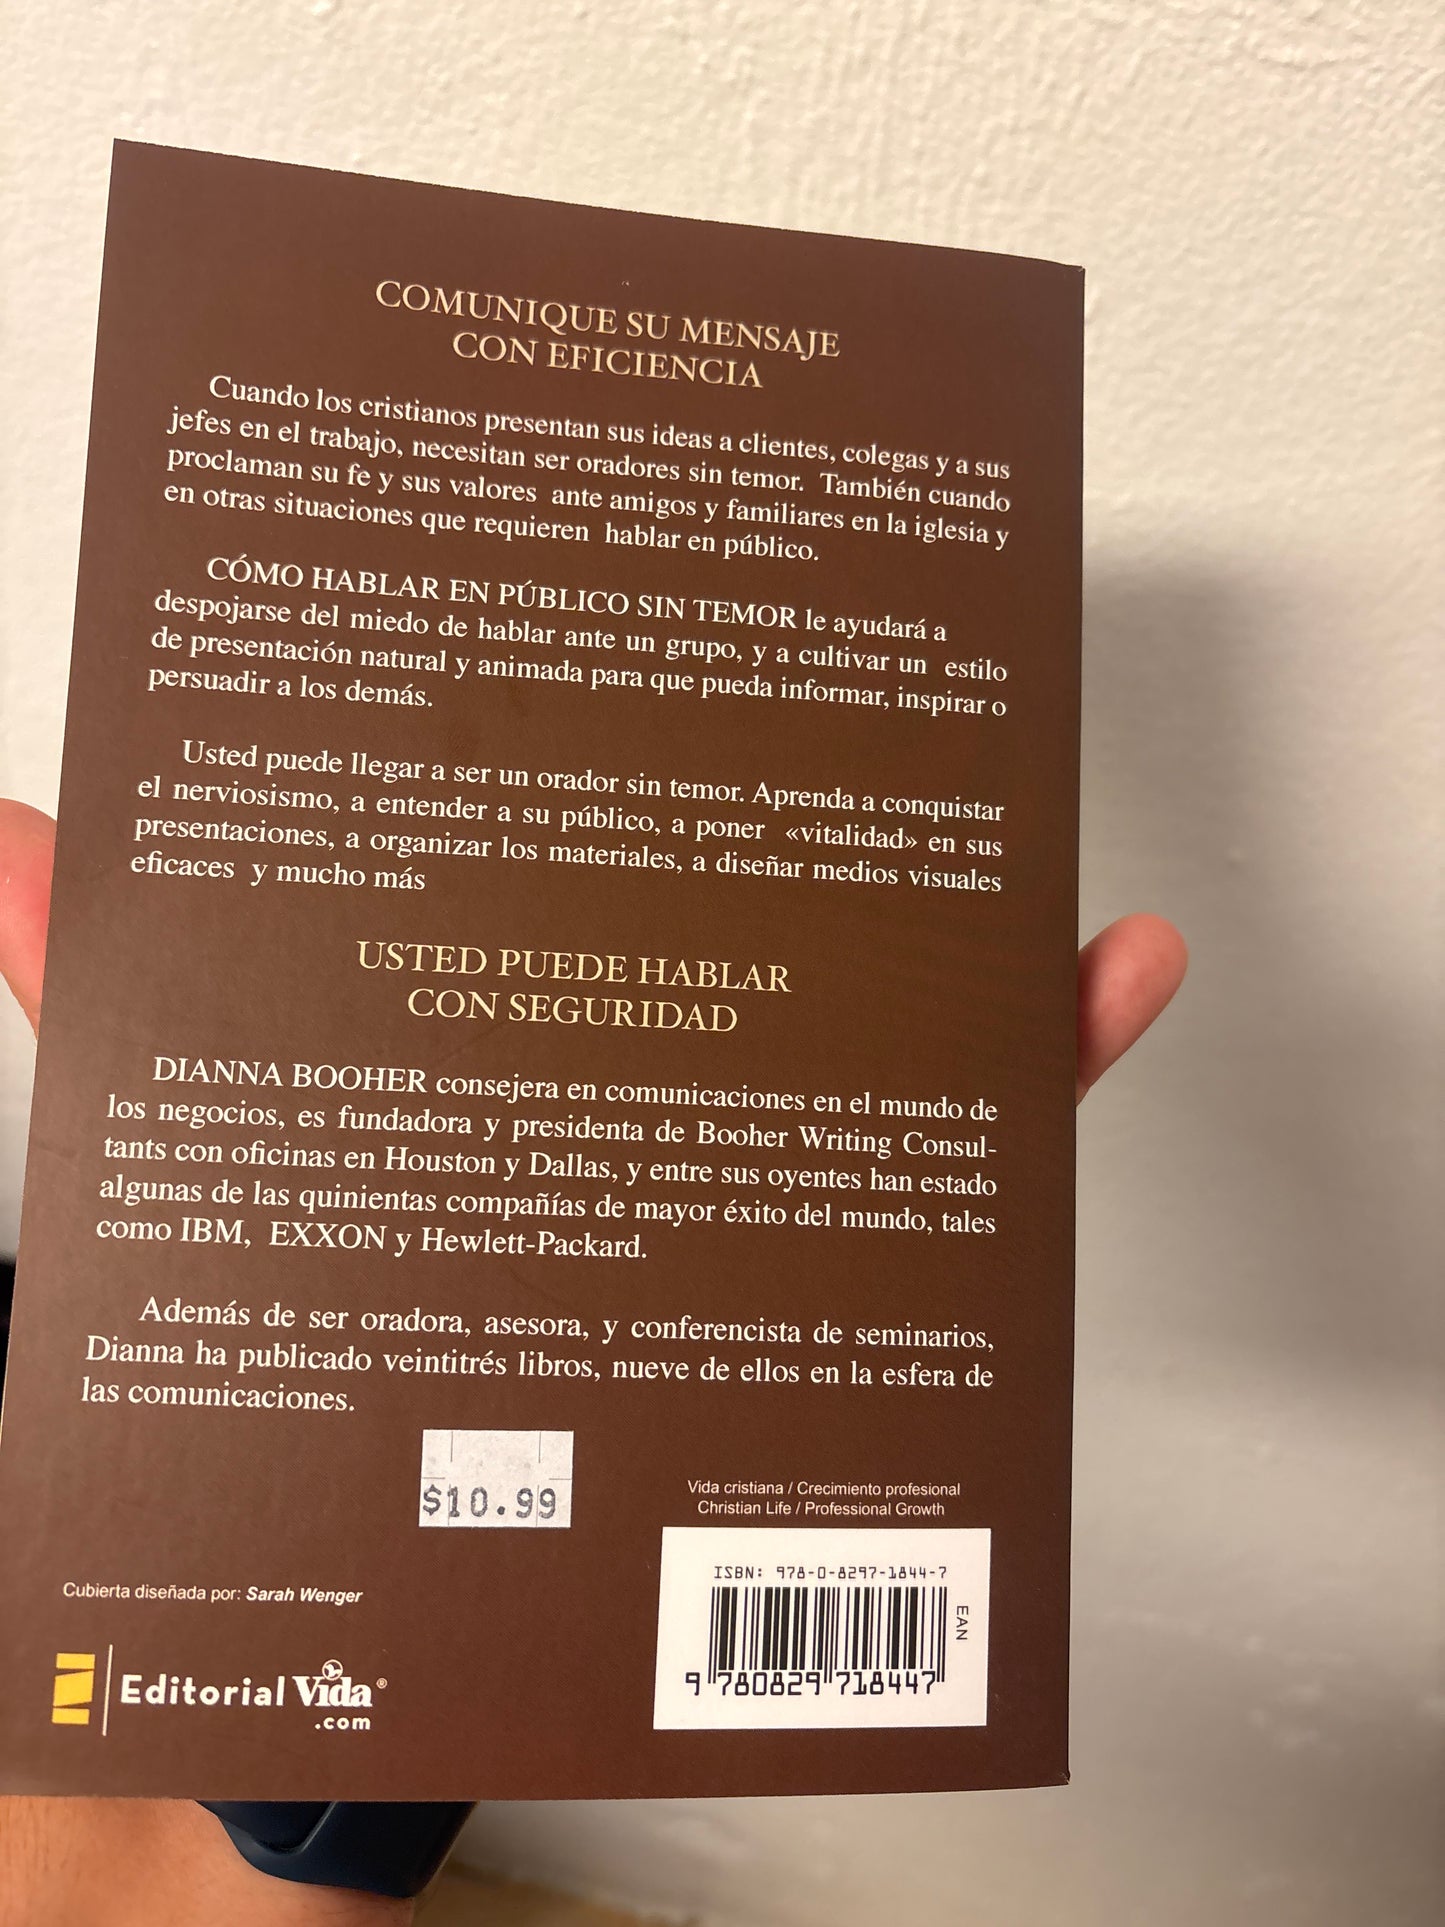 COMUNIQUE SU MENSAJE
CON EFICIENCIA
Cuando los cristianos presentan sus ideas a clientes, colegas y a sus
jefes en el trabajo, necesitan ser oradores sin temor. También cuando
proclaman su fe y sus valores ante amigos y familiares en la iglesia y
en otras situaciones que requieren hablar en público.
CÓMO HABLAR EN PÚBLICO SIN TEMOR le ayudará a
despojarse del miedo de hablar ante un grupo, y a cultivar un estilo
de presentación natural y animada para que pueda informar, inspirar o
persuadir a los demás.
Usted puede llegar a ser un orador sin temor. Aprenda a conquistar
el nerviosismo, a entender a su público, a poner «vitalidad» en sus
presentaciones, a organizar los materiales, a diseñar medios visuales
eficaces y mucho más
USTED PUEDE HABLAR
CON SEGURIDAD
DIANNA BOOHER consejera en comunicaciones en el mundo de
los negocios, es fundadora y presidenta de Booher Writing Consul-
tants con oficinas en Houston y Dallas, y entre sus oyentes han estado
algunas de las quinientas compañías de mayor éxito del mundo, tales
como IBM, EXXON y Hewlett-Packard.
Además de ser oradora, asesora, y conferencista de seminarios,
Dianna ha publicado veintitrés libros, nueve de ellos en la esfera de
las comunicaciones.
$10.99
Vida cristiana / Crecimiento profesional
Christian Life / Professional Growth
ISBN: 978-0-8297-1844-7
EAN
9 780829 718447
Cubierta diseñada por: Sarah Wenger
Editorial Vida®
.com